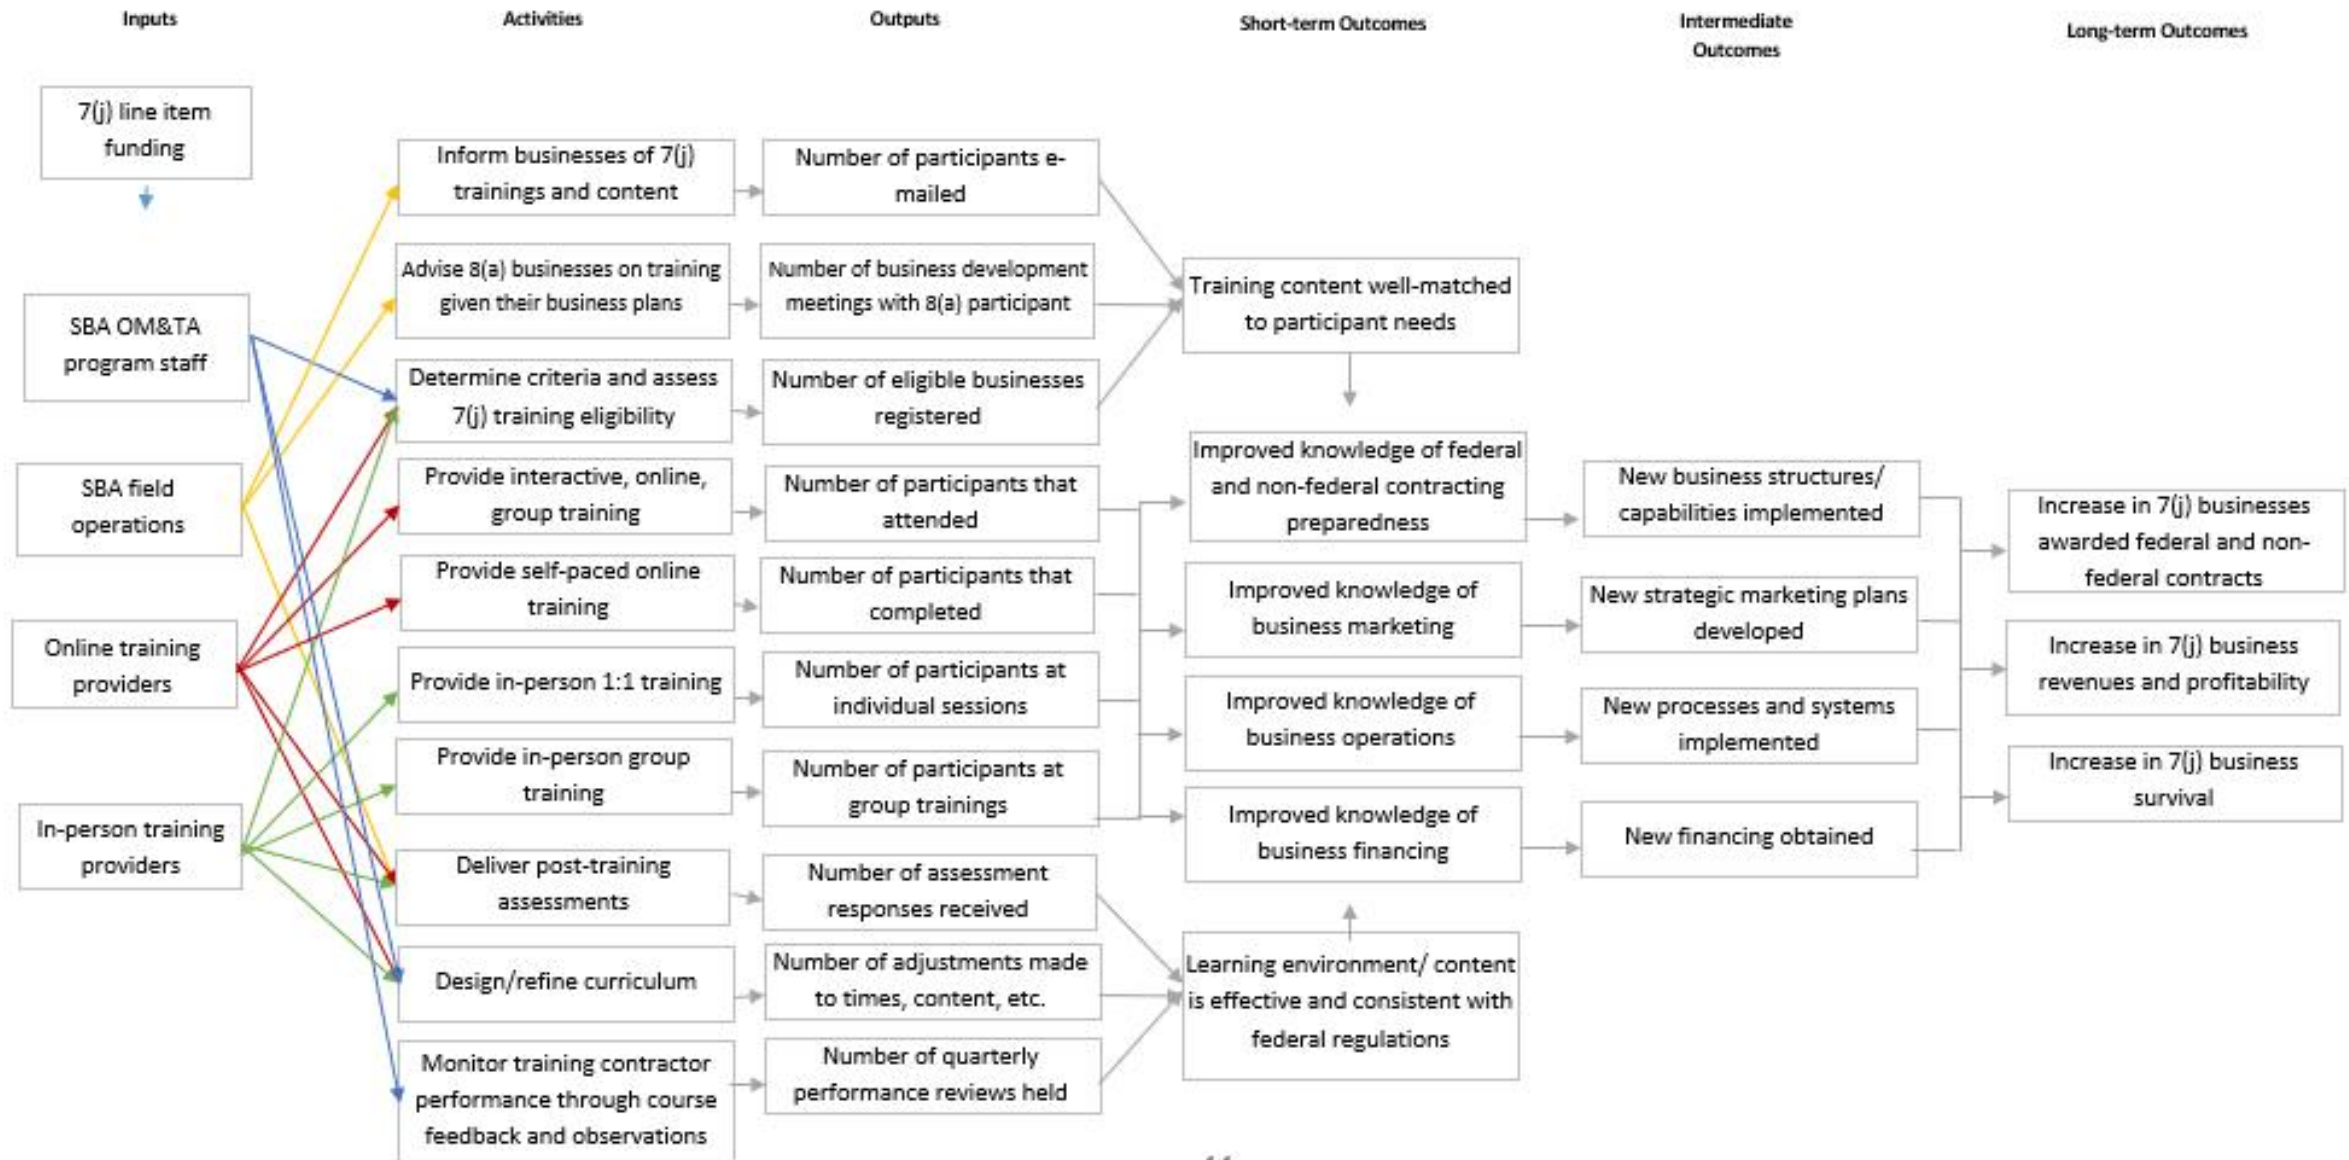 Inputs
Activities
Outputs
Short-term Outcomes
Intermediate
Outcomes
Long-term Outcomes
7(j) line item
funding
SBA OM&TA
program staff
SBA field
operations
Online training
providers
In-person training
providers
Inform businesses of 7(j)
trainings and content
Advise 8(a) businesses on training
given their business plans
Determine criteria and assess
7(j) training eligibility
Provide interactive, online,
group training
Provide self-paced online
training
Provide in-person 1:1 training
Provide in-person group
training
Deliver post-training
assessments
Design/refine curriculum
Monitor training contractor
performance through course
feedback and observations
Number of participants e-
mailed
Number of business development
meetings with 8(a) participant
Number of eligible businesses
registered
Number of participants that
attended
Number of participants that
completed
Number of participants at
individual sessions
Number of participants at
group trainings
Number of assessment
responses received
Number of adjustments made
to times, content, etc.
Number of quarterly
performance reviews held
Training content well-matched
to participant needs
Improved knowledge of federal
and non-federal contracting
preparedness
Improved knowledge of
business marketing
Improved knowledge of
business operations
Improved knowledge of
business financing
Learning environment/ content
is effective and consistent with
federal regulations
New business structures/
capabilities implemented
New strategic marketing plans
developed
New processes and systems
implemented
New financing obtained
Increase in 7(j) businesses
awarded federal and non-
federal contracts
Increase in 7(j) business
revenues and profitability
Increase in 7(j) business
survival